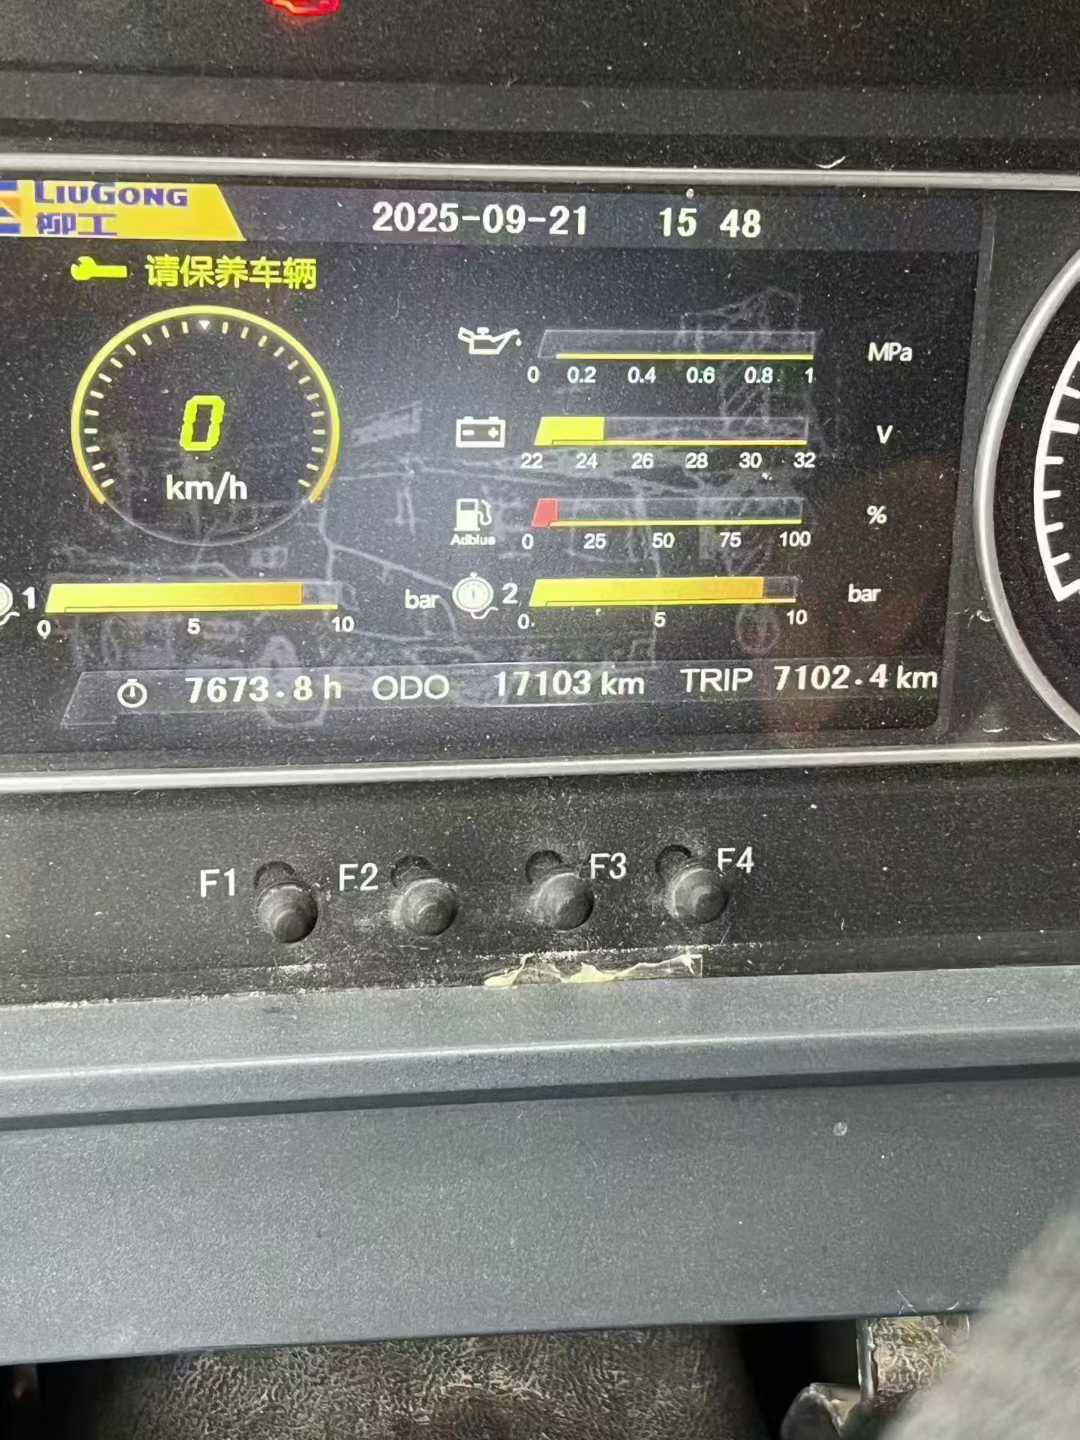 LIUGONG
柳工
2025-09-21 15 48
请保养车辆
MPa
0 0.2 0.4 0.6 0.8 1
V
22 24 26 28 30 32
0
km/h
%
Adblue
0 25 50 75 100
1
bar
0 5 10
2
bar
0 5 10
7673.8 h ODO 17103 km TRIP 7102.4 km
F1 F2 F3 F4